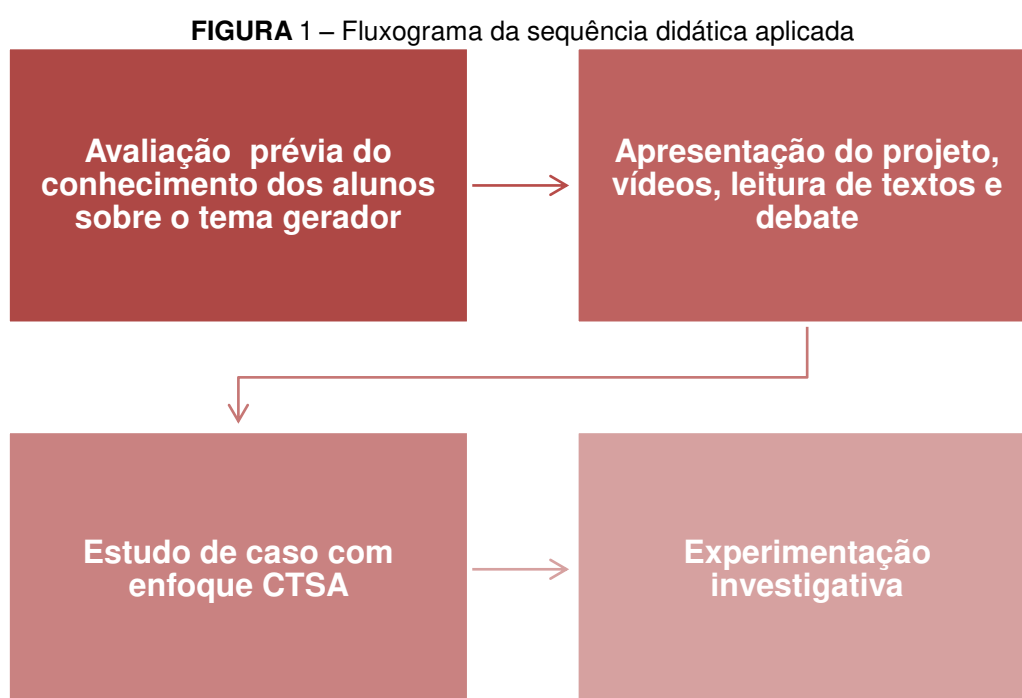 FIGURA 1 – Fluxograma da sequência didática aplicada
Avaliação prévia do
conhecimento dos alunos
sobre o tema gerador
Apresentação do projeto,
vídeos, leitura de textos e
debate
Estudo de caso com
enfoque CTSA
Experimentação
investigativa